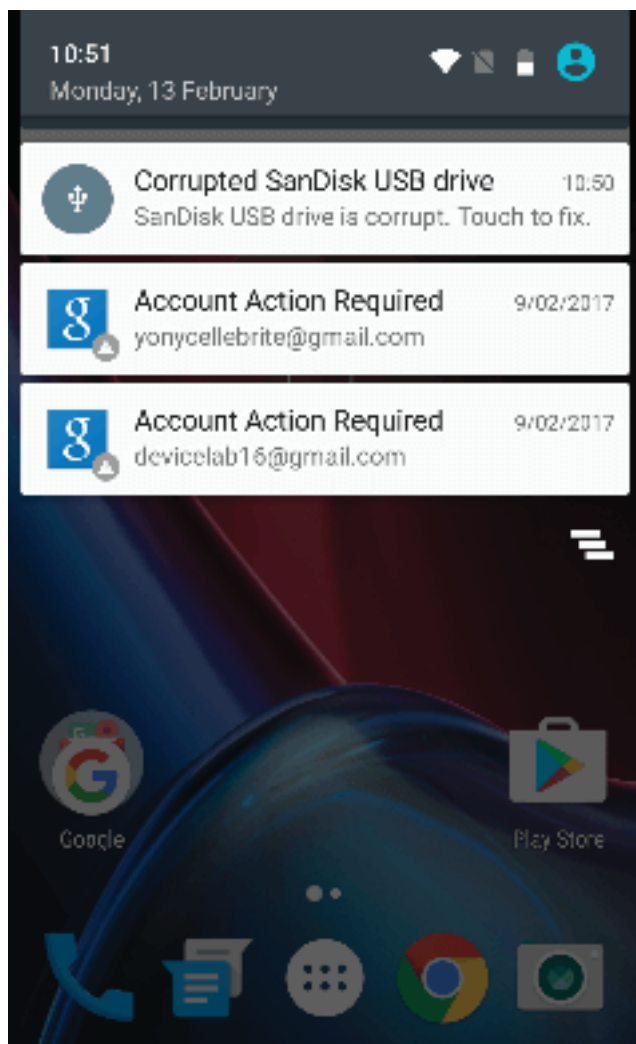 10:51
Monday, 13 February
Corrupted SanDisk USB drive 10:50
SanDisk USB drive is corrupt. Touch to fix.
Account Action Required 9/02/2017
yonycellebrite@gmail.com
Account Action Required 9/02/2017
devicelab16@gmail.com
Google
Play Store